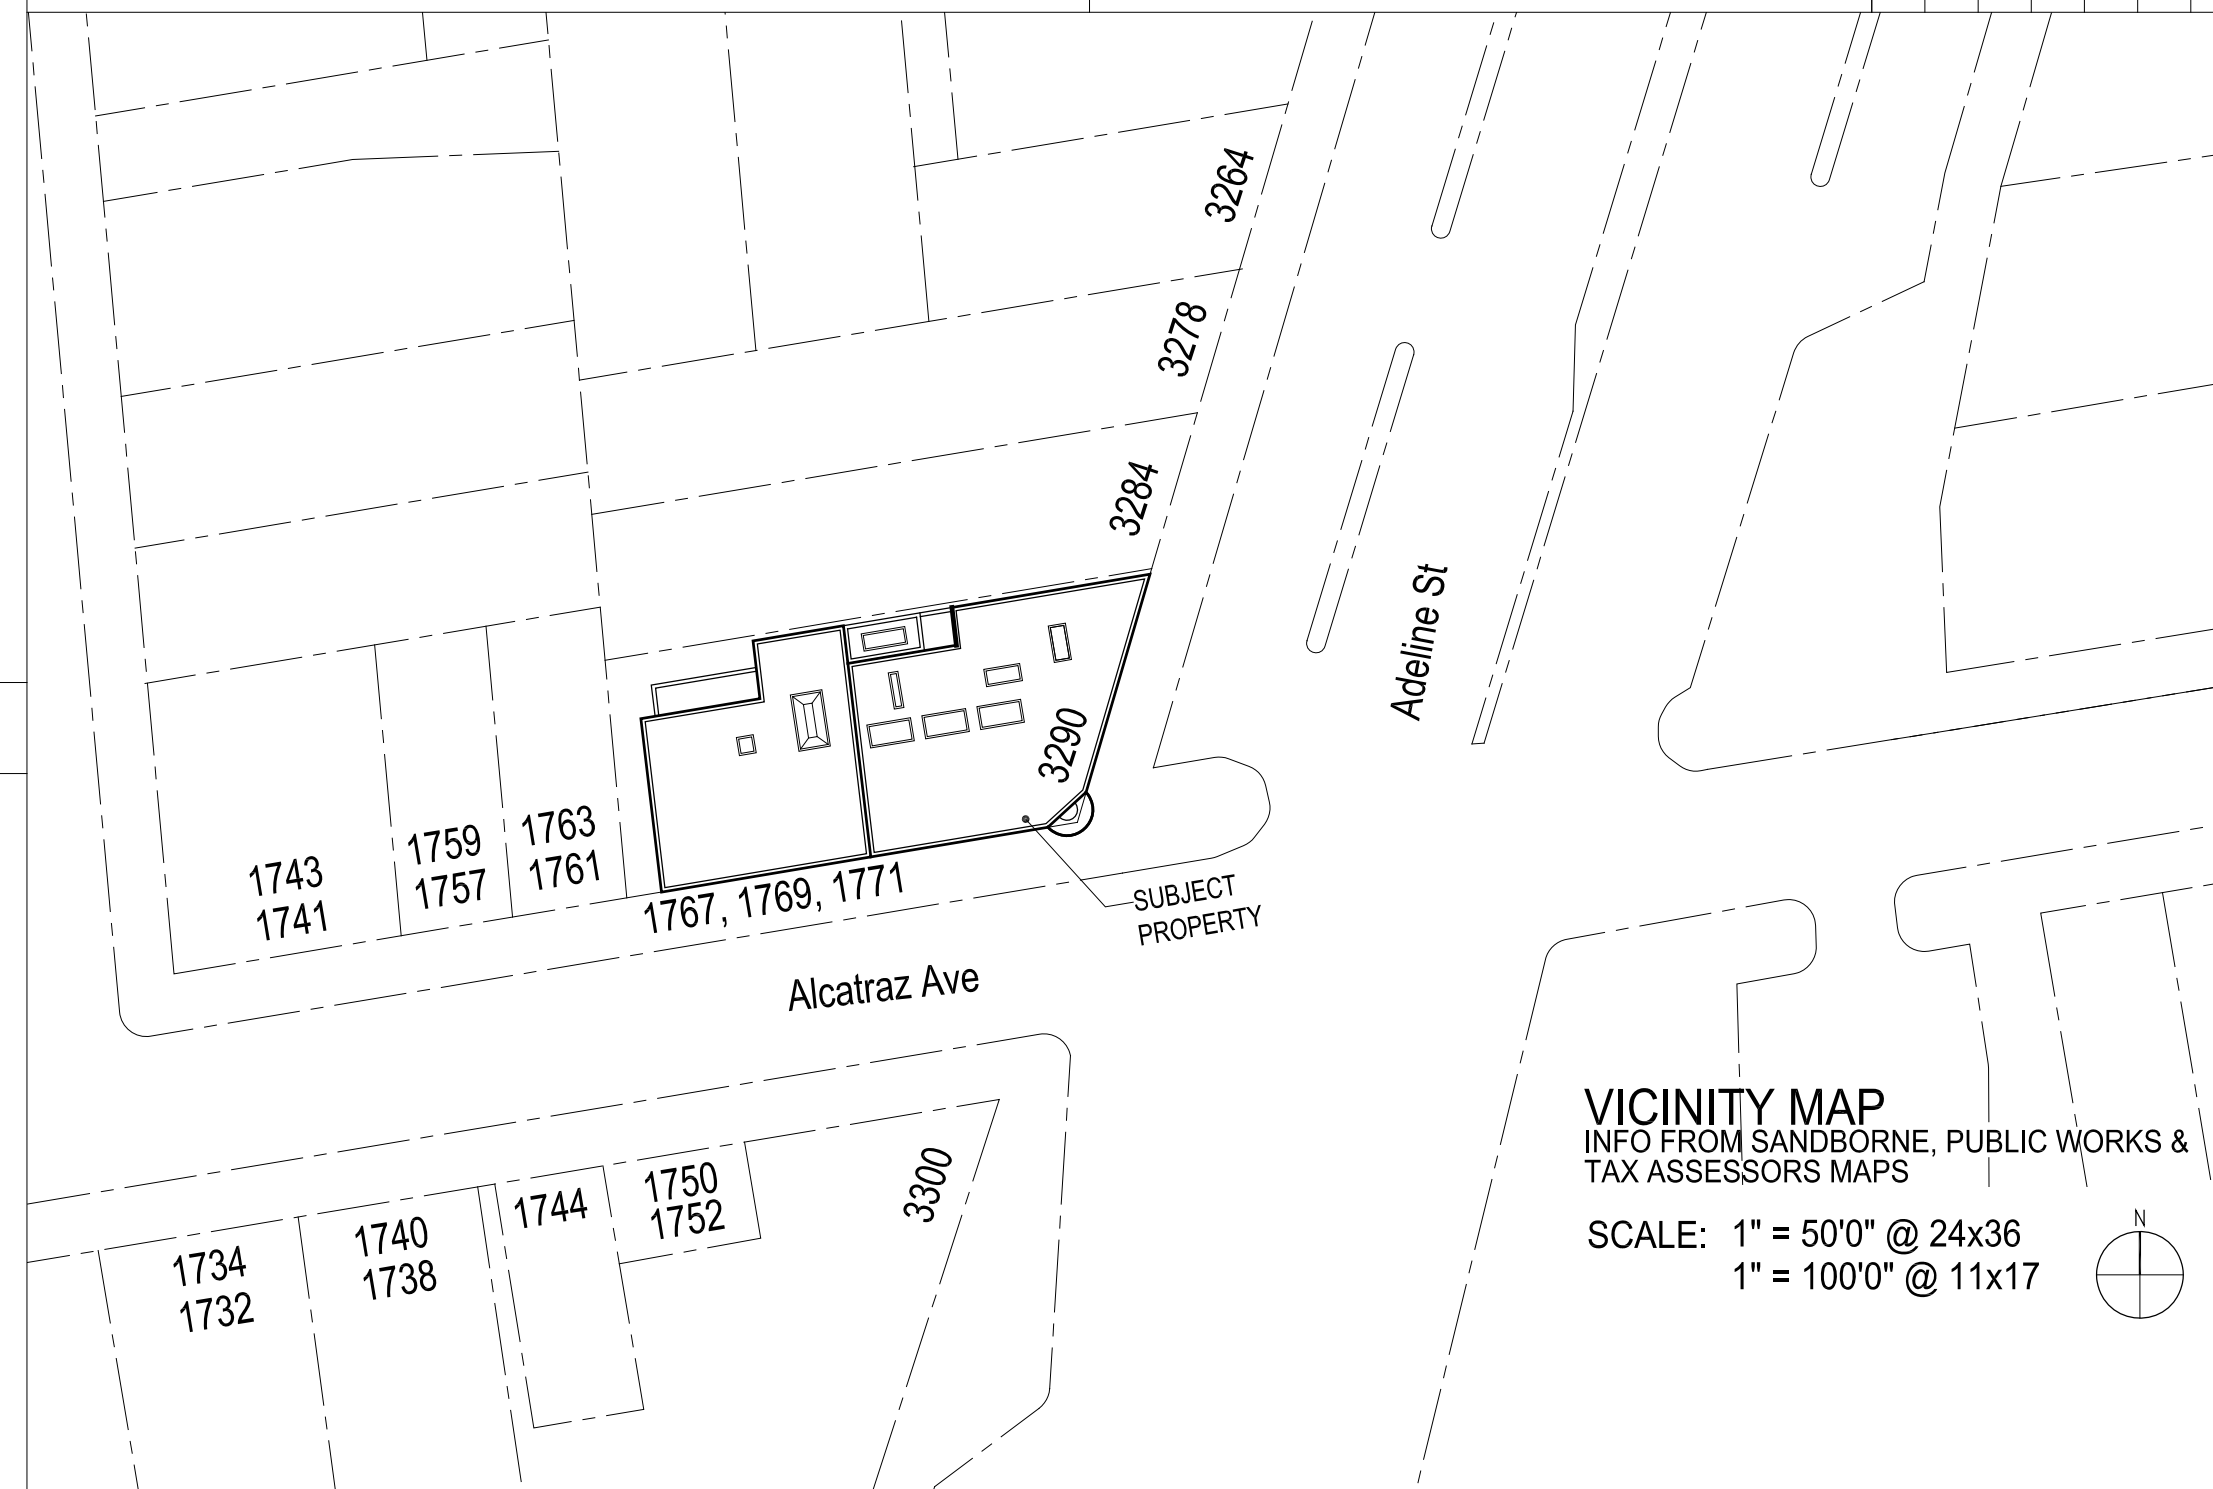 3264
3278
3284
Adeline St
3290
1743
1741
1759
1757
1763
1761
1767, 1769, 1771
SUBJECT
PROPERTY
Alcatraz Ave
VICINITY MAP
INFO FROM SANDBORNE, PUBLIC WORKS &
TAX ASSESSORS MAPS
SCALE: 1" = 50'0" @ 24x36
1" = 100'0" @ 11x17
N
1734
1732
1740
1738
1744
1750
1752
3300